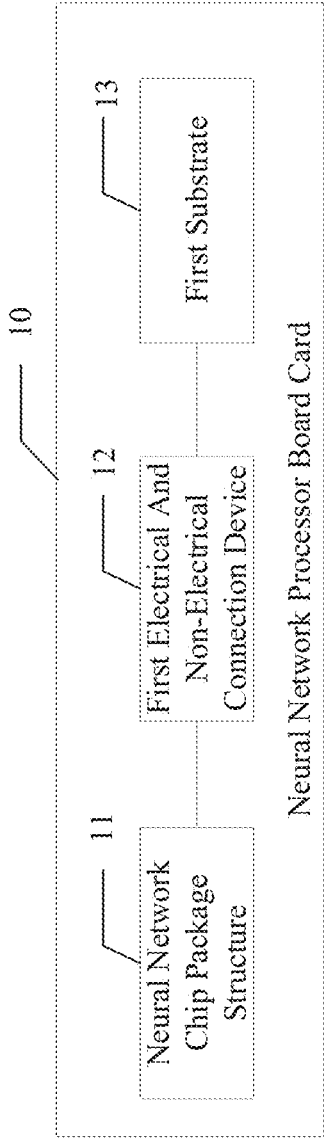 10
11
Neural Network
Chip Package
Structure
12
First Electrical And
Non-Electrical
Connection Device
13
First Substrate
Neural Network Processor Board Card